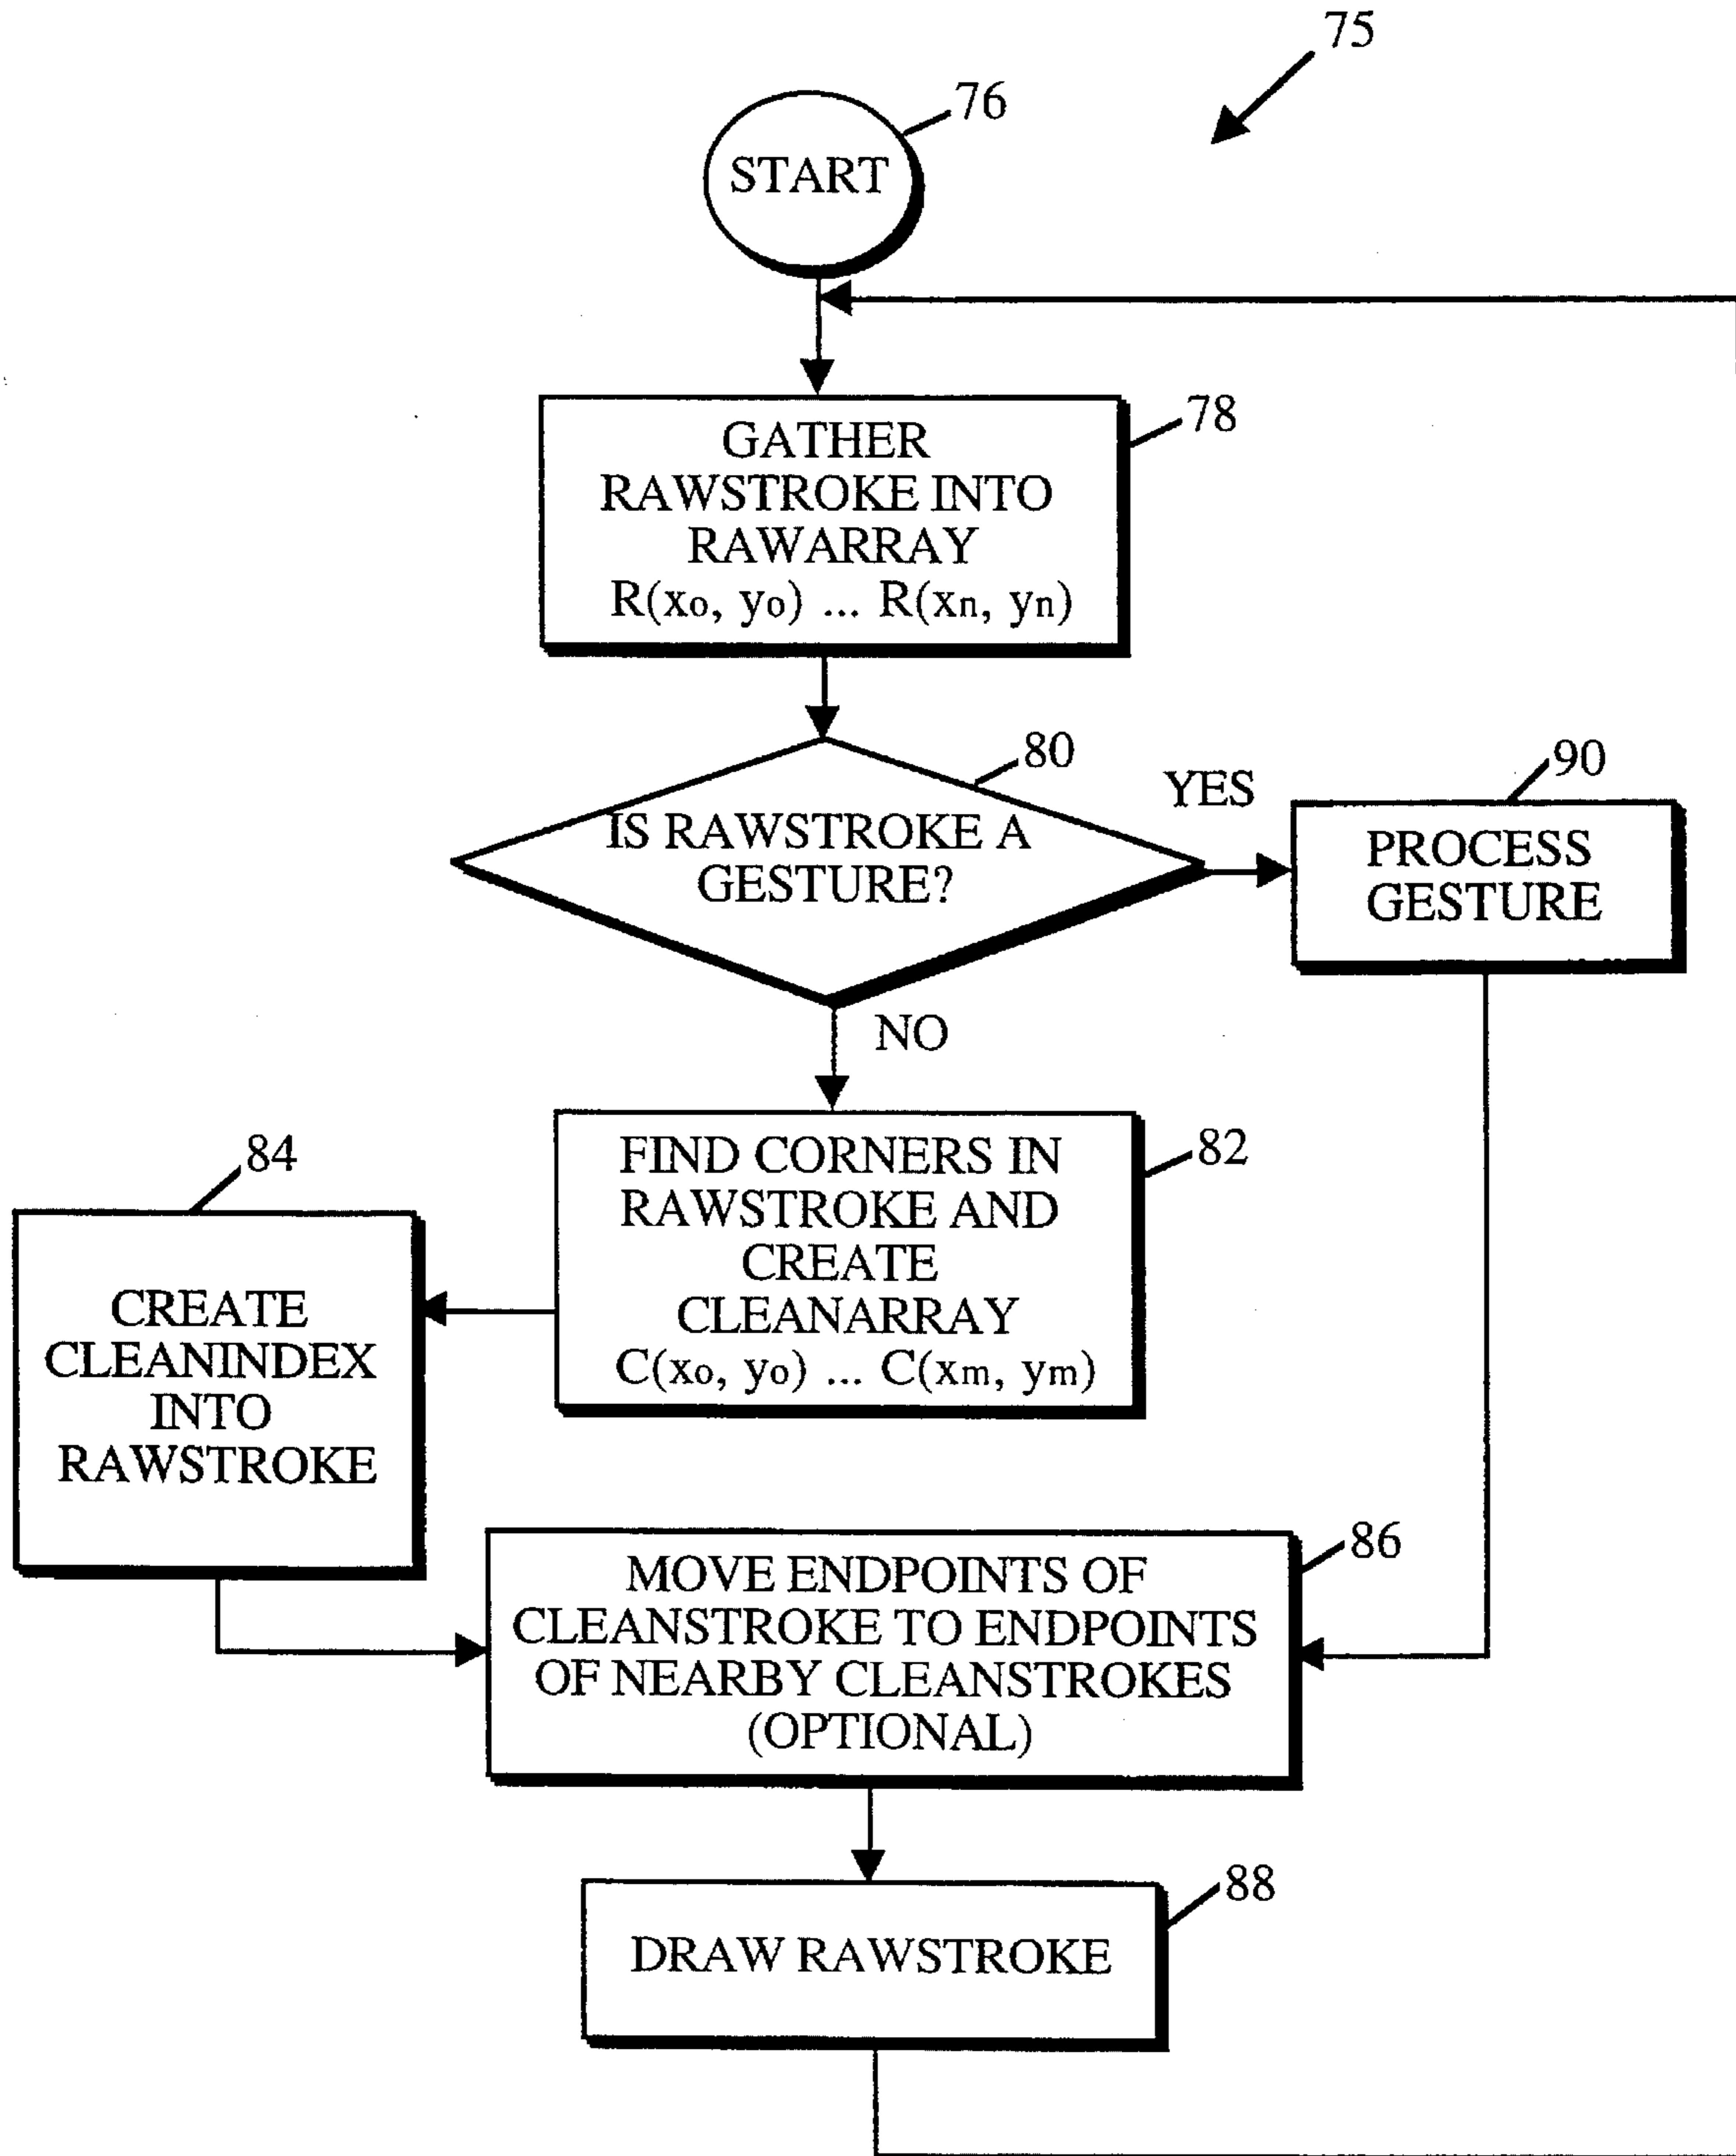 75
76
START
78
GATHER
RAWSTROKE INTO
RAWARRAY
R(xo, yo) ... R(xn, yn)
80
IS RAWSTROKE A
GESTURE?
YES
90
PROCESS
GESTURE
NO
82
FIND CORNERS IN
RAWSTROKE AND
CREATE
CLEANARRAY
C(xo, yo) ... C(xm, ym)
84
CREATE
CLEANINDEX
INTO
RAWSTROKE
86
MOVE ENDPOINTS OF
CLEANSTROKE TO ENDPOINTS
OF NEARBY CLEANSTROKES
(OPTIONAL)
88
DRAW RAWSTROKE